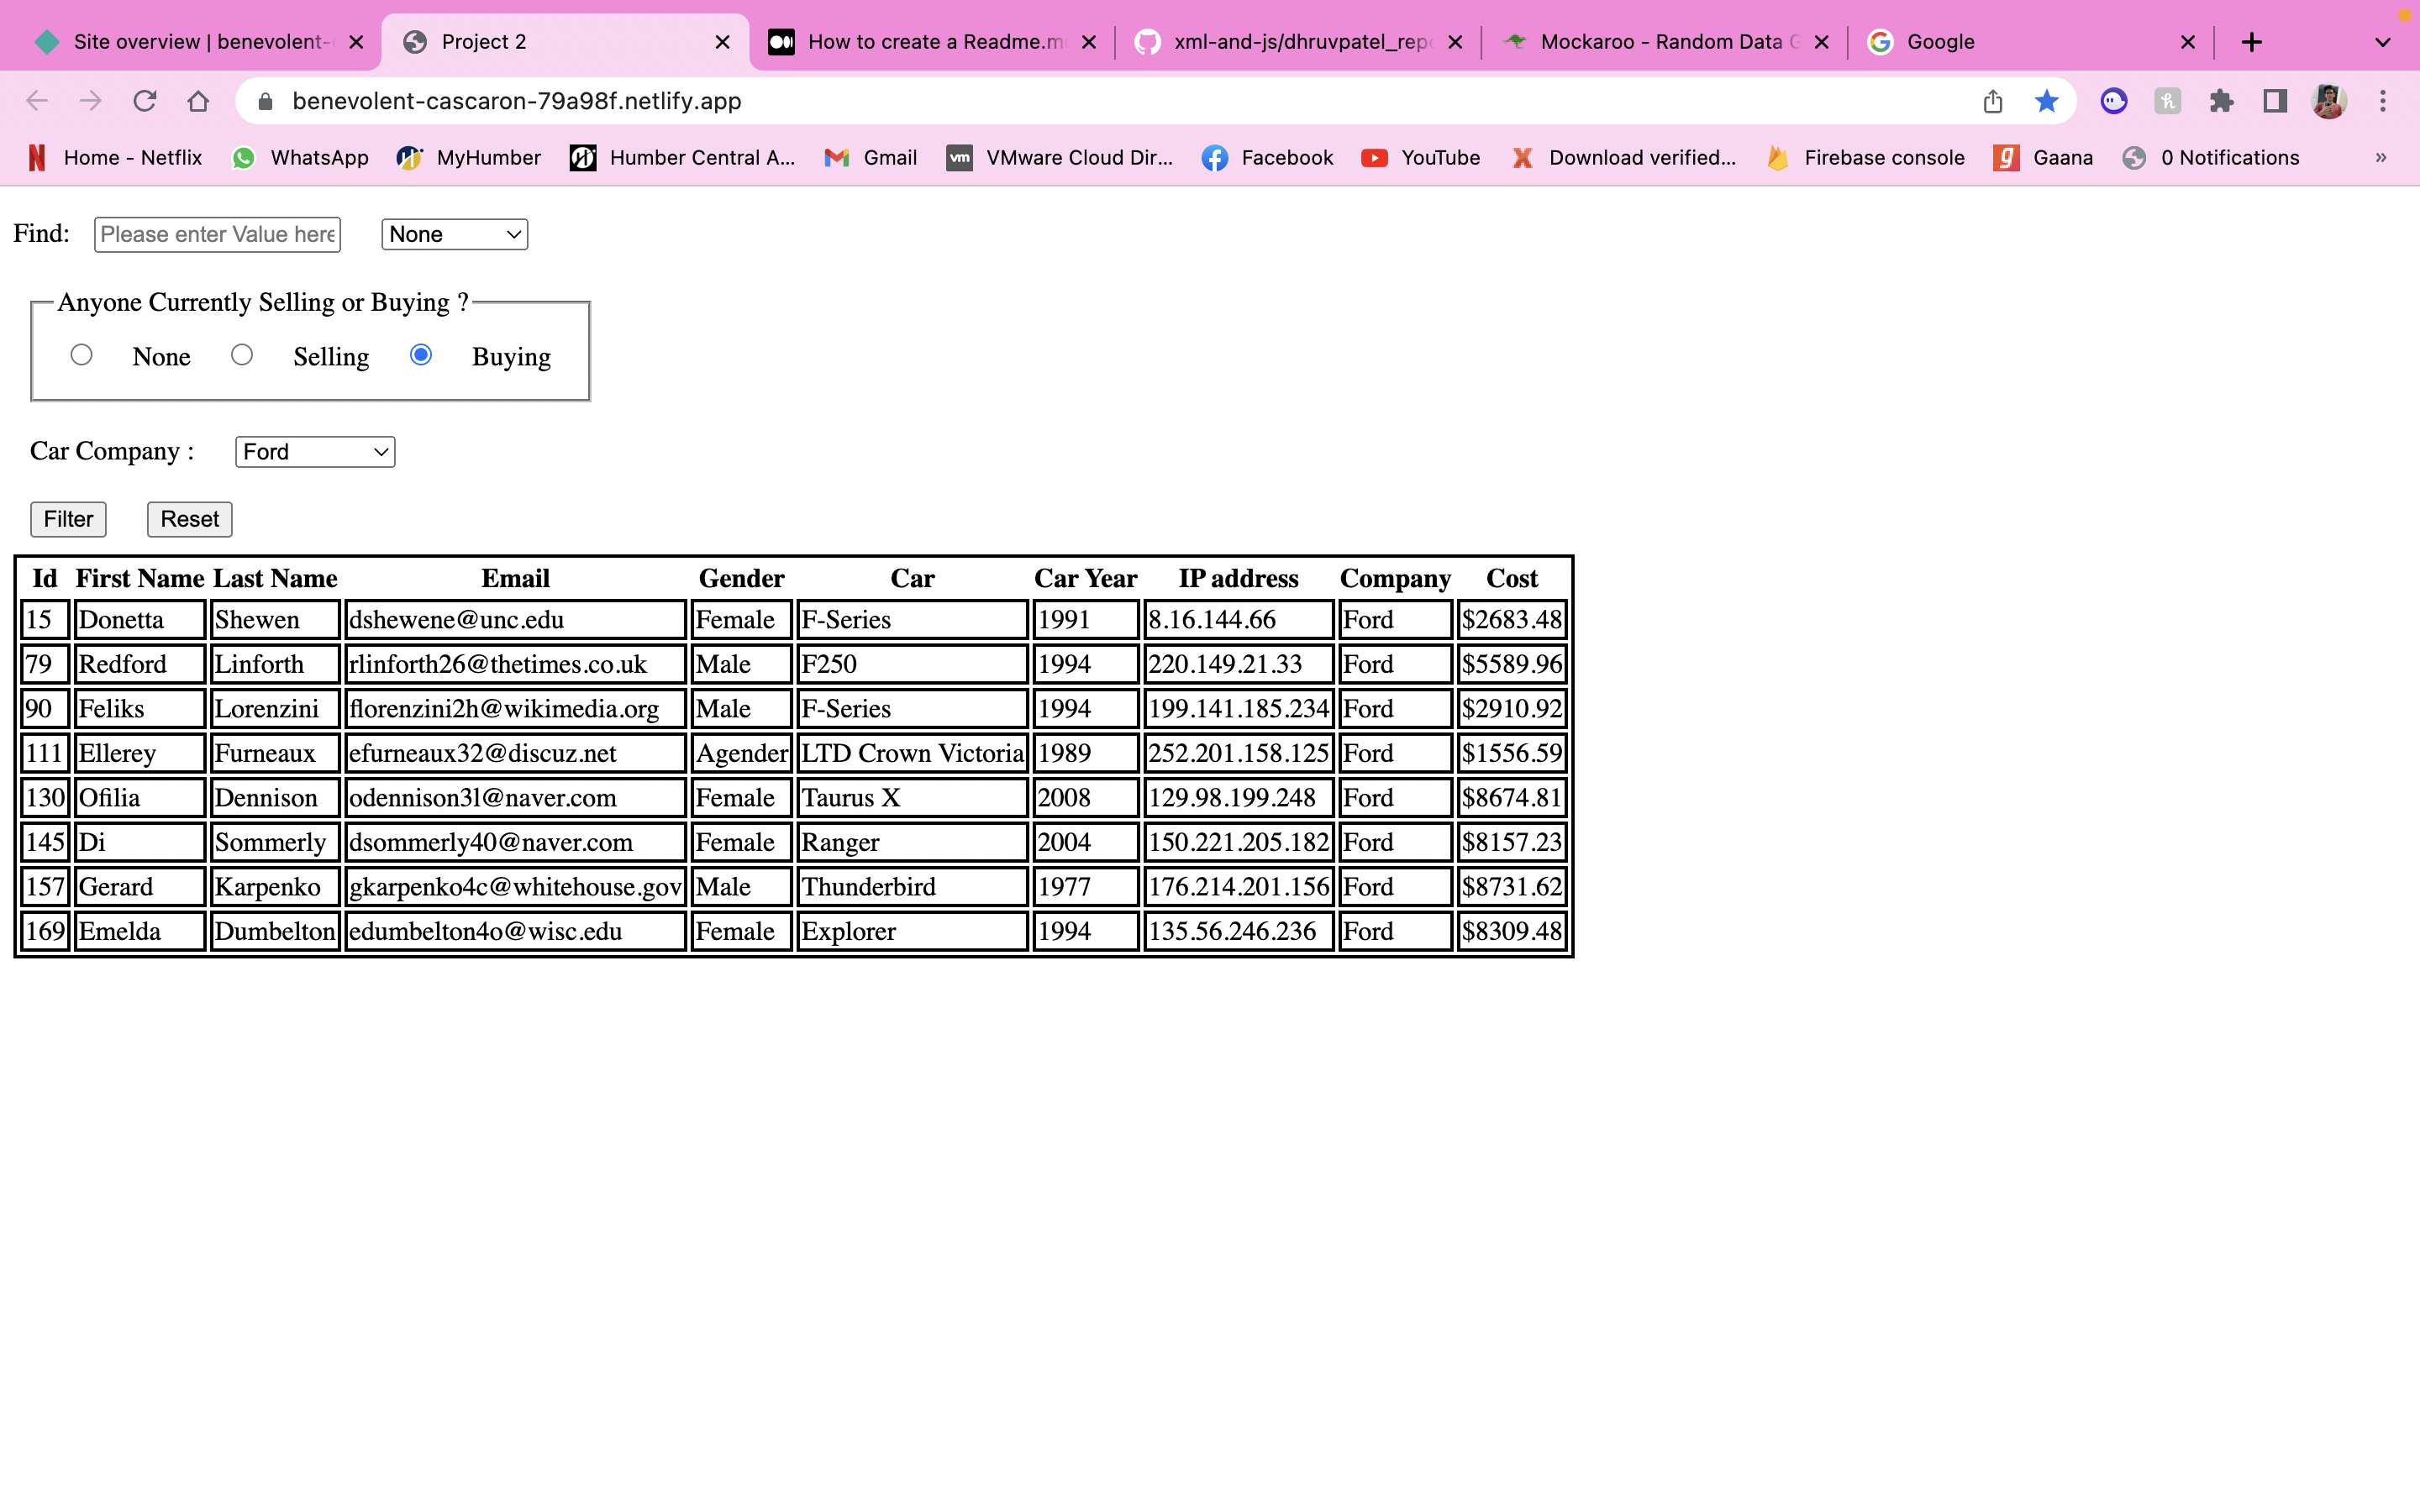 Site overview | benevolent- Project 2 How to create a Readme.m xml-and-js/dhruvpatel_rep Mockaroo - Random Data G Google
benevolent-cascaron-79a98f.netlify.app
Home - Netflix WhatsApp MyHumber Humber Central A... Gmail vm VMware Cloud Dir... Facebook YouTube Download verified... Firebase console Gaana 0 Notifications »
Find: Please enter Value here None
Anyone Currently Selling or Buying ?
None Selling Buying
Car Company : Ford
Filter Reset
Id First Name Last Name Email Gender Car Car Year IP address Company Cost
15 Donetta Shewen dshewene@unc.edu Female F-Series 1991 8.16.144.66 Ford $2683.48
79 Redford Linforth rlinforth26@thetimes.co.uk Male F250 1994 220.149.21.33 Ford $5589.96
90 Feliks Lorenzini florenzini2h@wikimedia.org Male F-Series 1994 199.141.185.234 Ford $2910.92
111 Ellerey Furneaux efurneaux32@discuz.net Agender LTD Crown Victoria 1989 252.201.158.125 Ford $1556.59
130 Ofilia Dennison odennison3l@naver.com Female Taurus X 2008 129.98.199.248 Ford $8674.81
145 Di Sommerly dsommerly40@naver.com Female Ranger 2004 150.221.205.182 Ford $8157.23
157 Gerard Karpenko gkarpenko4c@whitehouse.gov Male Thunderbird 1977 176.214.201.156 Ford $8731.62
169 Emelda Dumbelton edumbelton4o@wisc.edu Female Explorer 1994 135.56.246.236 Ford $8309.48